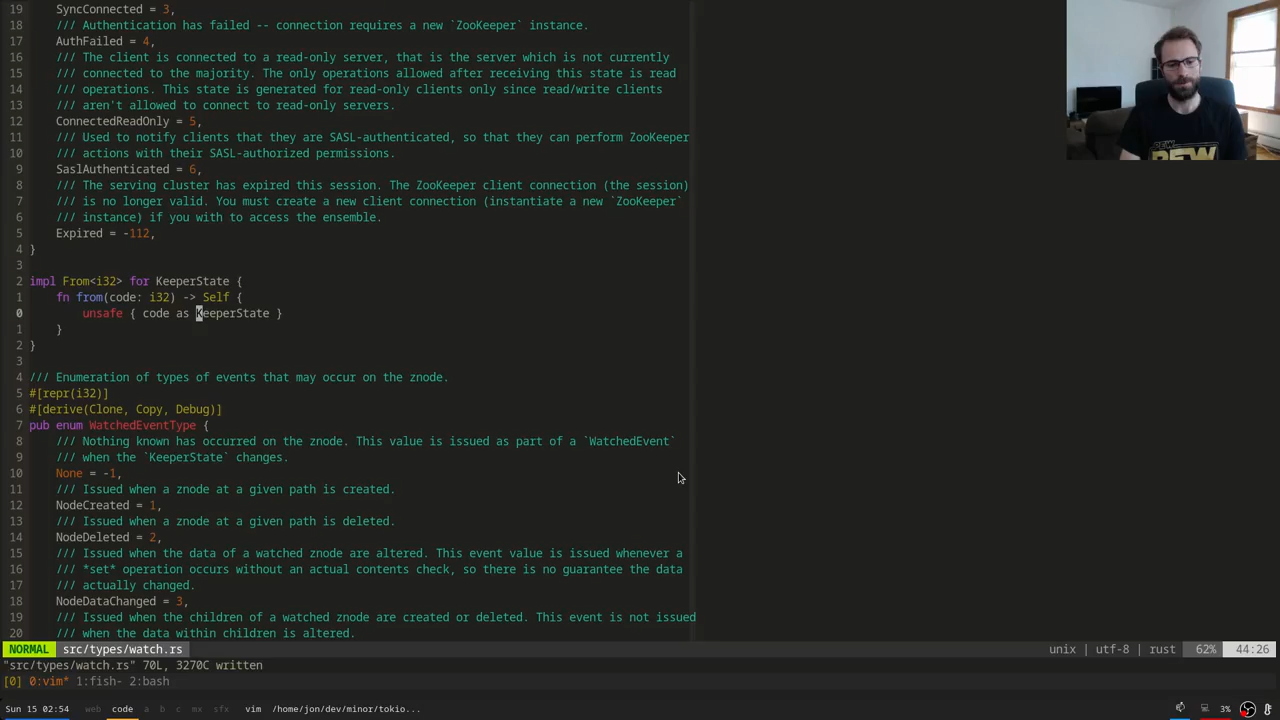 19 SyncConnected = 3,
18 /// Authentication has failed -- connection requires a new `ZooKeeper` instance.
17 AuthFailed = 4,
16 /// The client is connected to a read-only server, that is the server which is not currently
15 /// connected to the majority. The only operations allowed after receiving this state is read
14 /// operations. This state is generated for read-only clients only since read/write clients
13 /// aren't allowed to connect to read-only servers.
12 ConnectedReadOnly = 5,
11 /// Used to notify clients that they are SASL-authenticated, so that they can perform ZooKeeper
10 /// actions with their SASL-authorized permissions.
9 SaslAuthenticated = 6,
8 /// The serving cluster has expired this session. The ZooKeeper client connection (the session)
7 /// is no longer valid. You must create a new client connection (instantiate a new `ZooKeeper`
6 /// instance) if you with to access the ensemble.
5 Expired = -112,
4 }
3
2 impl From<i32> for KeeperState {
1 fn from(code: i32) -> Self {
0 unsafe { code as KeeperState }
1 }
2 }
3
4 /// Enumeration of types of events that may occur on the znode.
5 #[repr(i32)]
6 #[derive(Clone, Copy, Debug)]
7 pub enum WatchedEventType {
8 /// Nothing known has occurred on the znode. This value is issued as part of a `WatchedEvent`
9 /// when the `KeeperState` changes.
10 None = -1,
11 /// Issued when a znode at a given path is created.
12 NodeCreated = 1,
13 /// Issued when a znode at a given path is deleted.
14 NodeDeleted = 2,
15 /// Issued when the data of a watched znode are altered. This event value is issued whenever a
16 /// *set* operation occurs without an actual contents check, so there is no guarantee the data
17 /// actually changed.
18 NodeDataChanged = 3,
19 /// Issued when the children of a watched znode are created or deleted. This event is not issued
20 /// when the data within children is altered.
NORMAL src/types/watch.rs unix | utf-8 | rust 62% 44:26
"src/types/watch.rs" 70L, 3270C written
[0] 0:vim* 1:fish- 2:bash
Sun 15 02:54 web code a b c mx sfx vim /home/jon/dev/minor/tokio... 3%
PEW PEW